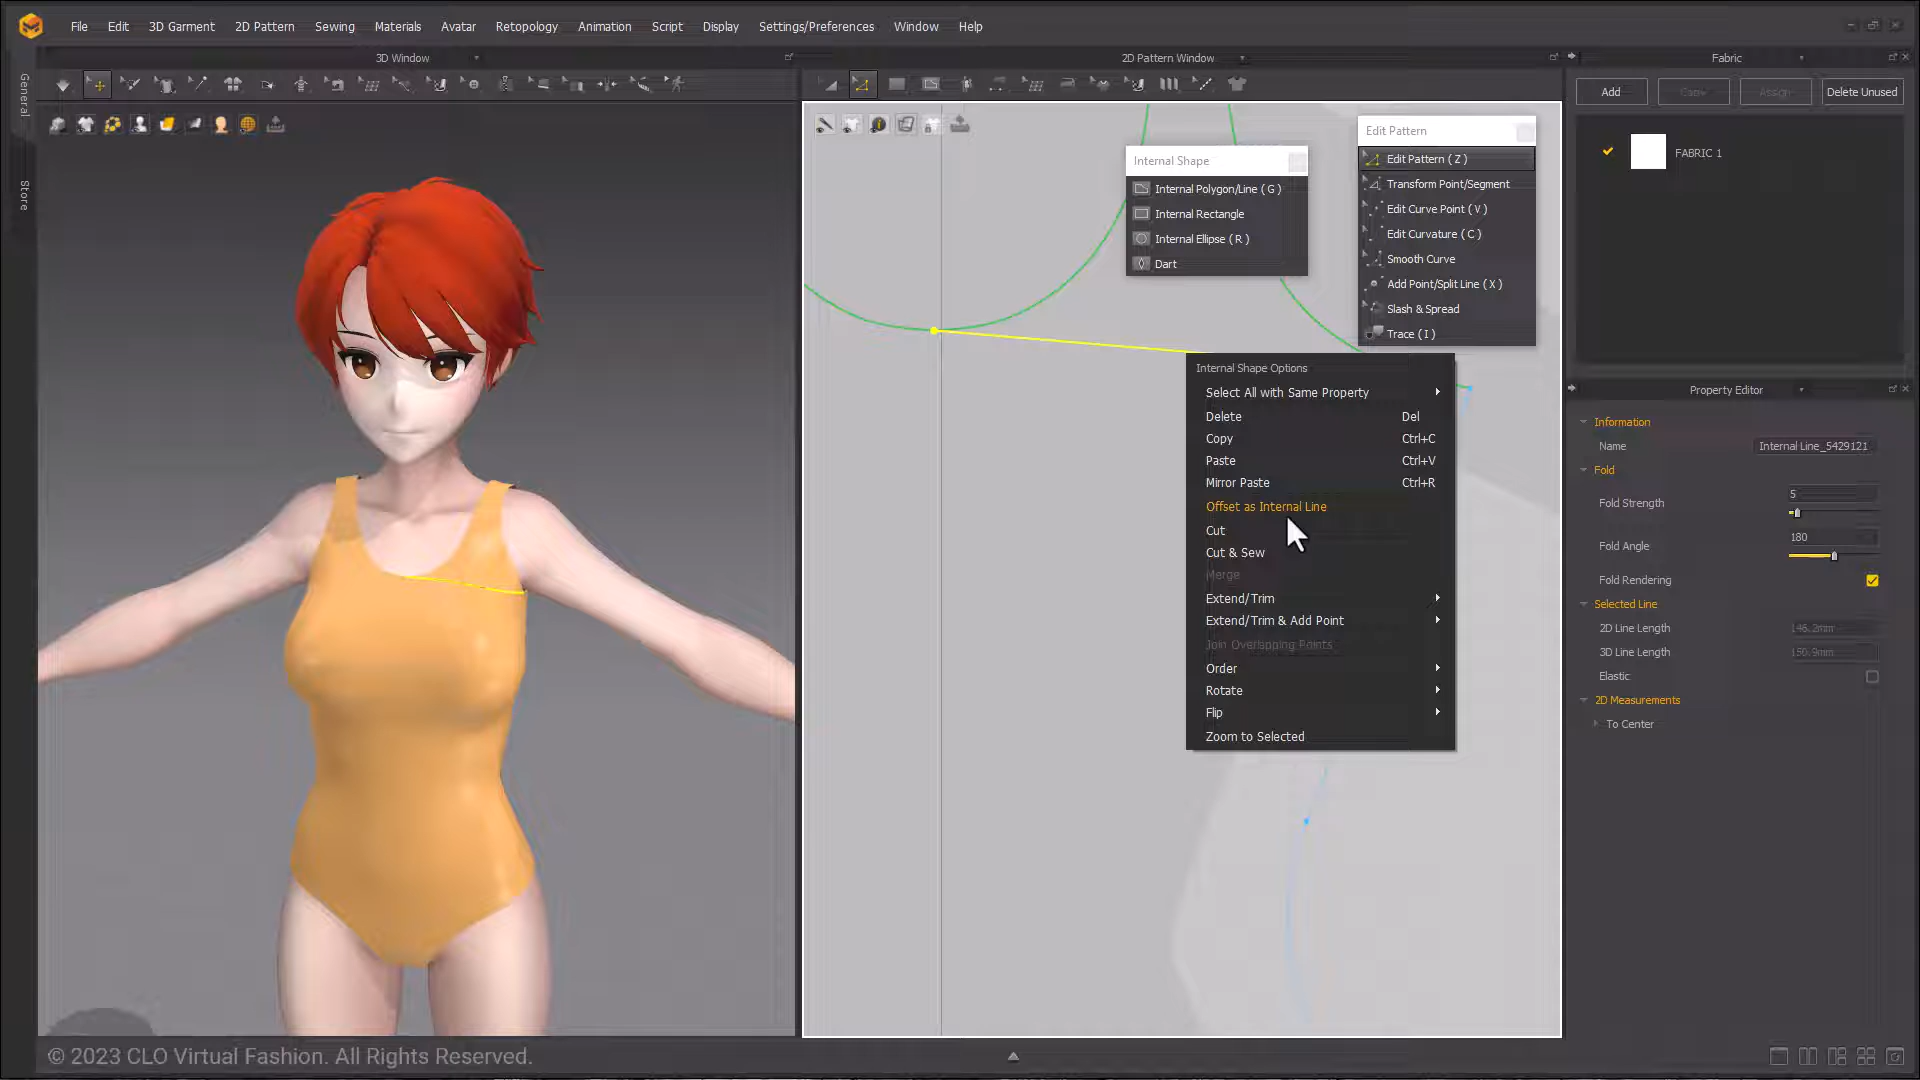 File Edit 3D Garment 2D Pattern Sewing Materials Avatar Retopology Animation Script Display Settings/Preferences Window Help
General
Store
3D Window
2D Pattern Window
Internal Shape
Internal Polygon/Line ( G )
Internal Rectangle
Internal Ellipse ( R )
Dart
Edit Pattern
Edit Pattern ( Z )
Transform Point/Segment
Edit Curve Point ( V )
Edit Curvature ( C )
Smooth Curve
Add Point/Split Line ( X )
Slash & Spread
Trace ( I )
Internal Shape Options
Select All with Same Property
Delete Del
Copy Ctrl+C
Paste Ctrl+V
Mirror Paste Ctrl+R
Offset as Internal Line
Cut
Cut & Sew
Merge
Extend/Trim
Extend/Trim & Add Point
Join Overlapping Points
Order
Rotate
Flip
Zoom to Selected
Fabric
Add Copy Assign Delete Unused
FABRIC 1
Property Editor
Information
Name Internal Line_5429121
Fold
Fold Strength 5
Fold Angle 180
Fold Rendering
Selected Line
2D Line Length 146.2mm
3D Line Length 150.9mm
Elastic
2D Measurements
To Center
© 2023 CLO Virtual Fashion. All Rights Reserved.